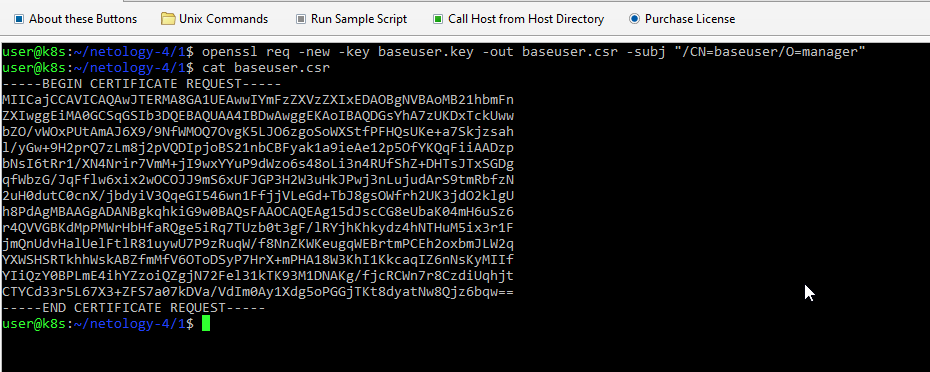 About these Buttons Unix Commands Run Sample Script Call Host from Host Directory Purchase License
user@k8s:~/netology-4/1$ openssl req -new -key baseuser.key -out baseuser.csr -subj "/CN=baseuser/O=manager"
user@k8s:~/netology-4/1$ cat baseuser.csr
-----BEGIN CERTIFICATE REQUEST-----
MIICajCCAVICAQAwJTERMA8GA1UEAwwIYmFzZXVzZXIxEDAOBgNVBAoMB21hbmFn
ZXIwggEiMA0GCSqGSIb3DQEBAQUAA4IBDwAwggEKAoIBAQDGsYhA7zUKDxTckUww
bZO/vWOxPUtAmAJ6X9/9NfWMOQ7OvgK5LJO6zgoSoWXStfPFHQsUKe+a7Skjzsah
l/yGw+9H2prQ7zLm8j2pVQDIpjoBS21nbCBFyak1a9ieAe12p5OfYKQqFiiAADzp
bNsI6tRr1/XN4Nrir7VmM+jI9wxYYuP9dWzo6s48oLi3n4RUfShZ+DHTsJTxSGDg
qfWbzG/JqFflw6xix2wOCOJJ9mS6xUFJGP3H2W3uHkJPwj3nLujudArS9tmRbfzN
2uH0dutC0cnX/jbdyiV3QqeGI546wn1FfjjVLeGd+TbJ8gsOWfrh2UK3jdO2klgU
h8PdAgMBAAGgADANBgkqhkiG9w0BAQsFAAOCAQEAg15dJscCG8eUbaK04mH6uSz6
r4QVVGBKdMpPMWrHbHfaRQge5iRq7TUzb0t3gF/lRYjhKhkydz4hNTHuM5ix3r1F
jmQnUdvHalUelFtlR81uywU7P9zRuqW/f8NnZKWKeugqWEBrtmPCEh2oxbmJLW2q
YXWSHSRTkhhWskABZfmMfV6OToDSyP7HrX+mPHA18W3KhI1KkcaqIZ6nNsKyMIIf
YIiQzY0BPLmE4ihYZzoiQZgjN72Fel31kTK93M1DNAKg/fjcRCWn7r8CzdiUqhjt
CTYCd33r5L67X3+ZFS7a07kDVa/VdIm0Ay1Xdg5oPGGjTKt8dyatNw8Qjz6bqw==
-----END CERTIFICATE REQUEST-----
user@k8s:~/netology-4/1$